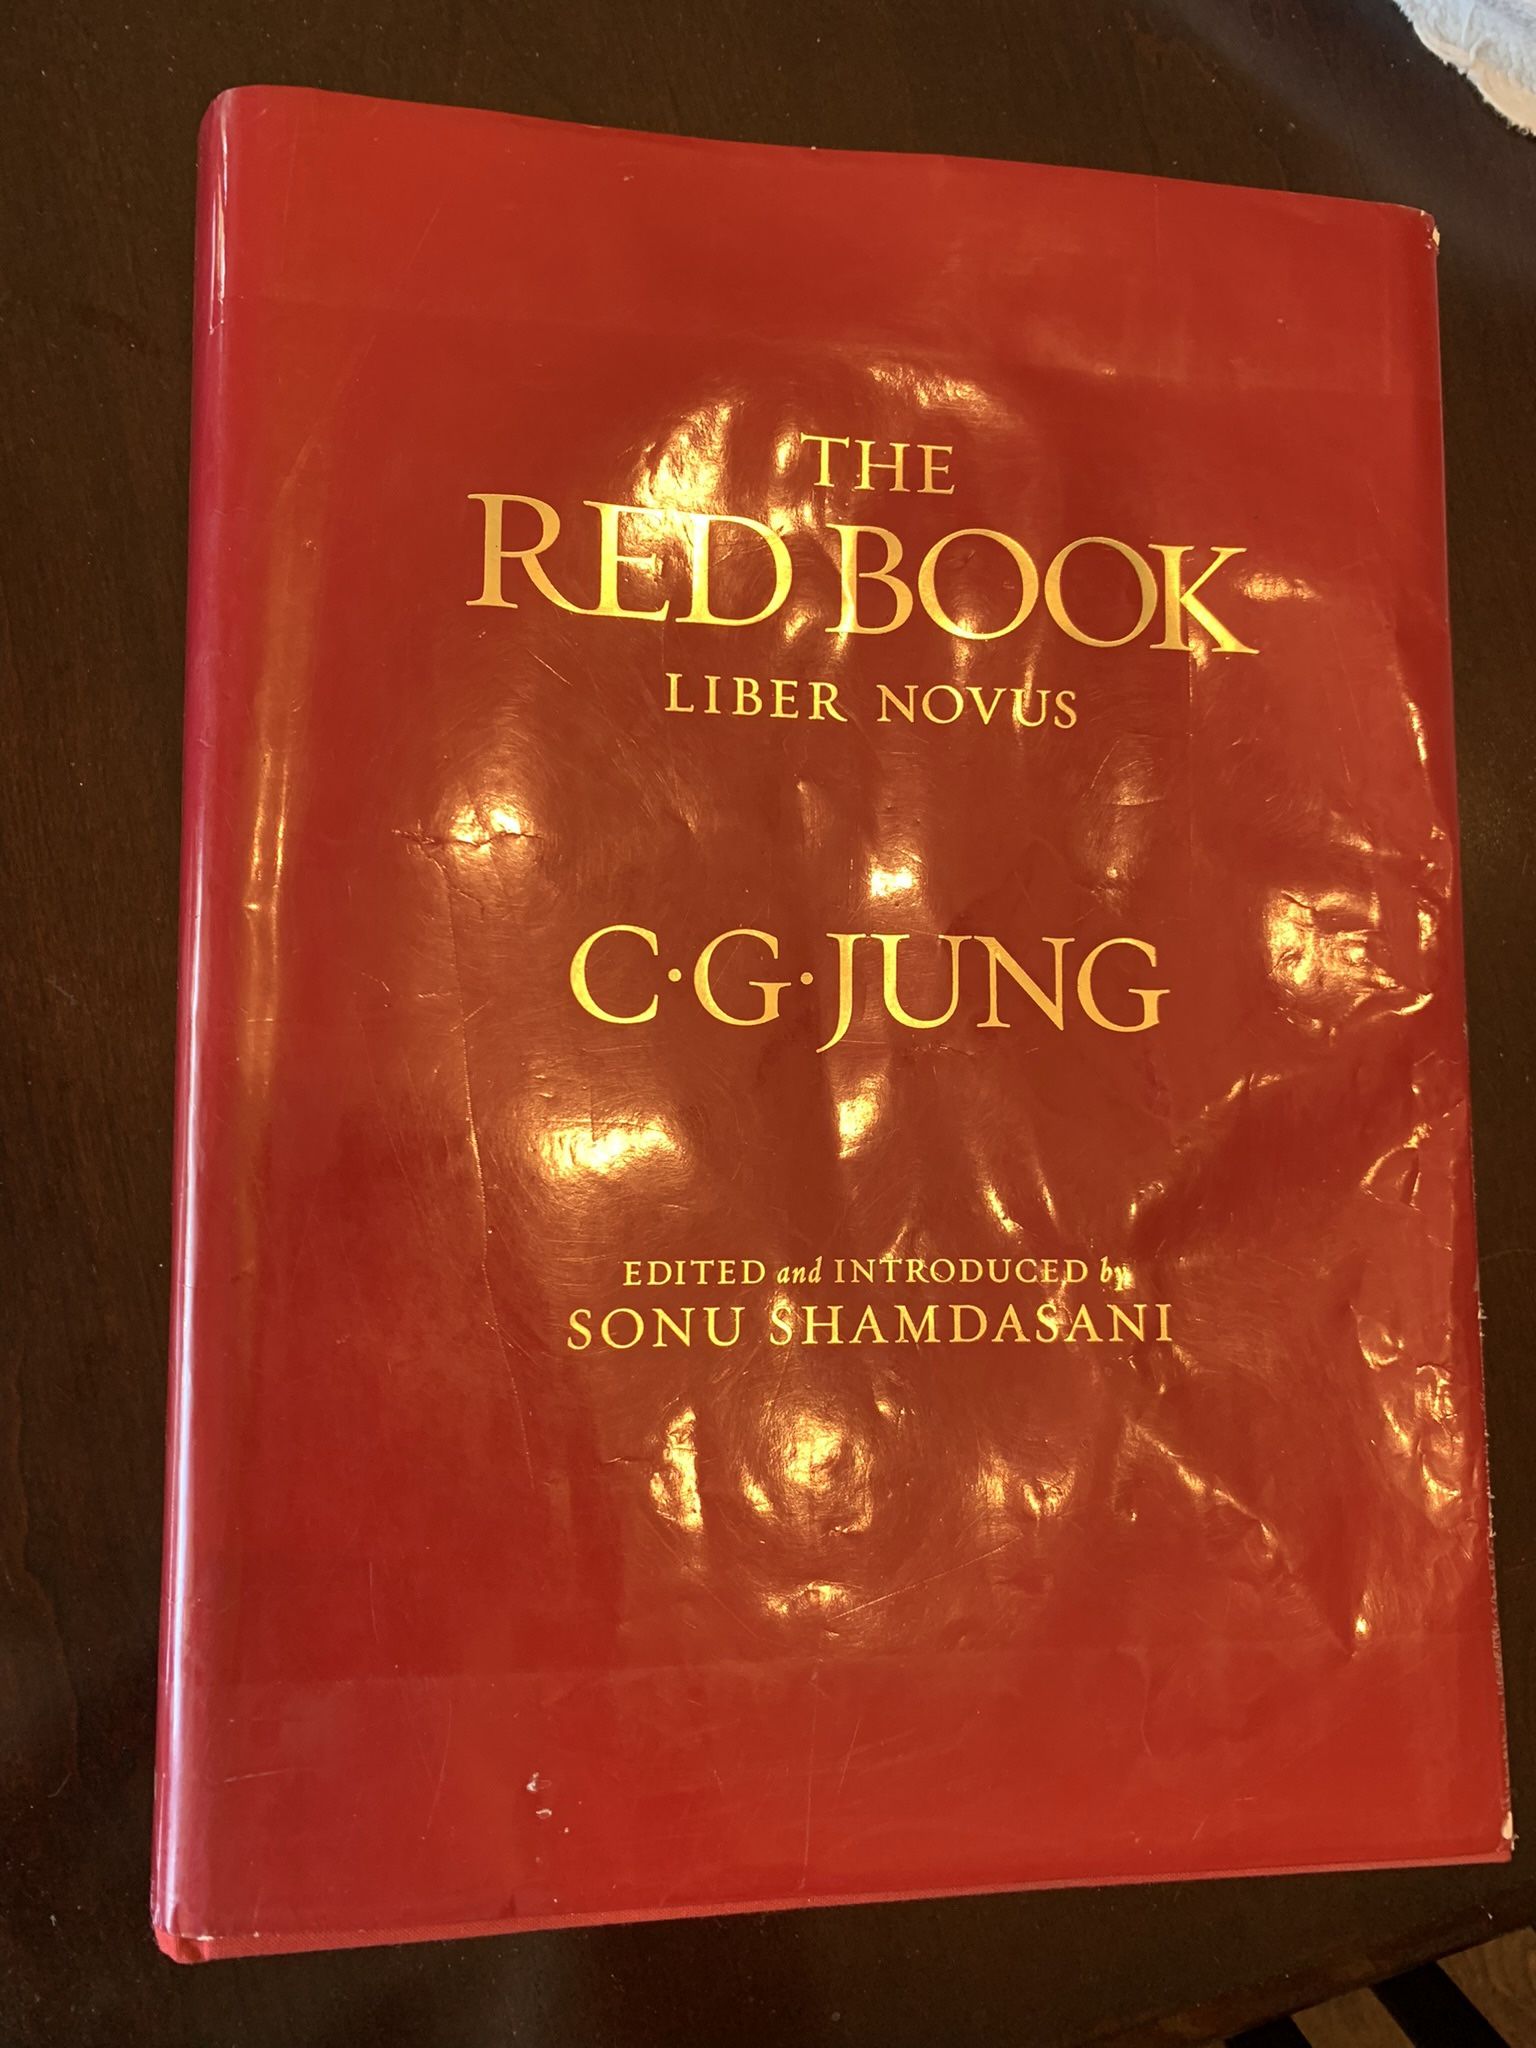 THE
RED BOOK
LIBER NOVUS
C·G·JUNG
EDITED and INTRODUCED by
SONU SHAMDASANI